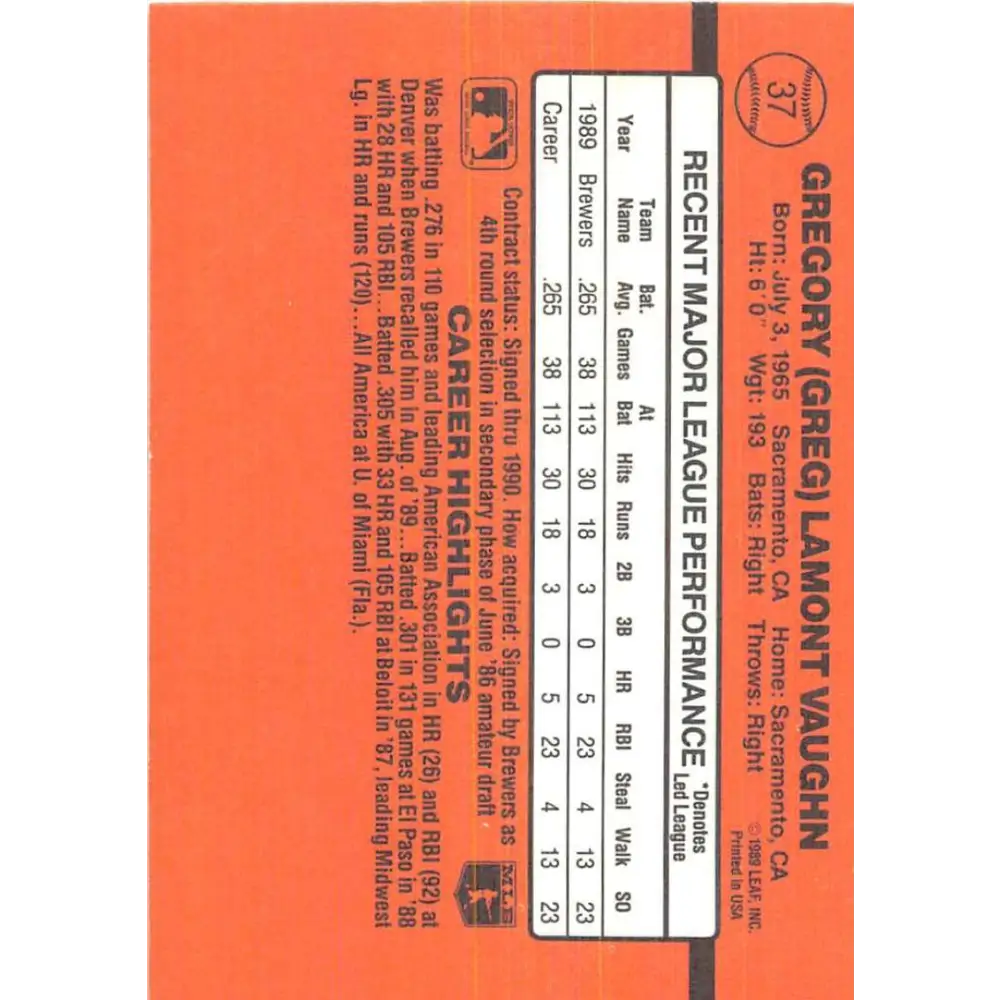 37
GREGORY (GREG) LAMONT VAUGHN
Born: July 3, 1965 Sacramento, CA Home: Sacramento, CA
Ht: 6'0" Wgt: 193 Bats: Right Throws: Right
© 1989 LEAF, INC.
Printed in USA
RECENT MAJOR LEAGUE PERFORMANCE *Denotes Led League
Year Team Name Bat. Avg. Games At Bat Hits Runs 2B 3B HR RBI Steal Walk SO
1989 Brewers .265 38 113 30 18 3 0 5 23 4 13 23
Career .265 38 113 30 18 3 0 5 23 4 13 23
Contract status: Signed thru 1990. How acquired: Signed by Brewers as
4th round selection in secondary phase of June '86 amateur draft
MLB
CAREER HIGHLIGHTS
Was batting .276 in 110 games and leading American Association in HR (26) and RBI (92) at
Denver when Brewers recalled him in Aug. of '89...Batted .301 in 131 games at El Paso in '88
with 28 HR and 105 RBI...Batted .305 with 33 HR and 105 RBI at Beloit in '87, leading Midwest
Lg. in HR and runs (120)...All America at U. of Miami (Fla.).